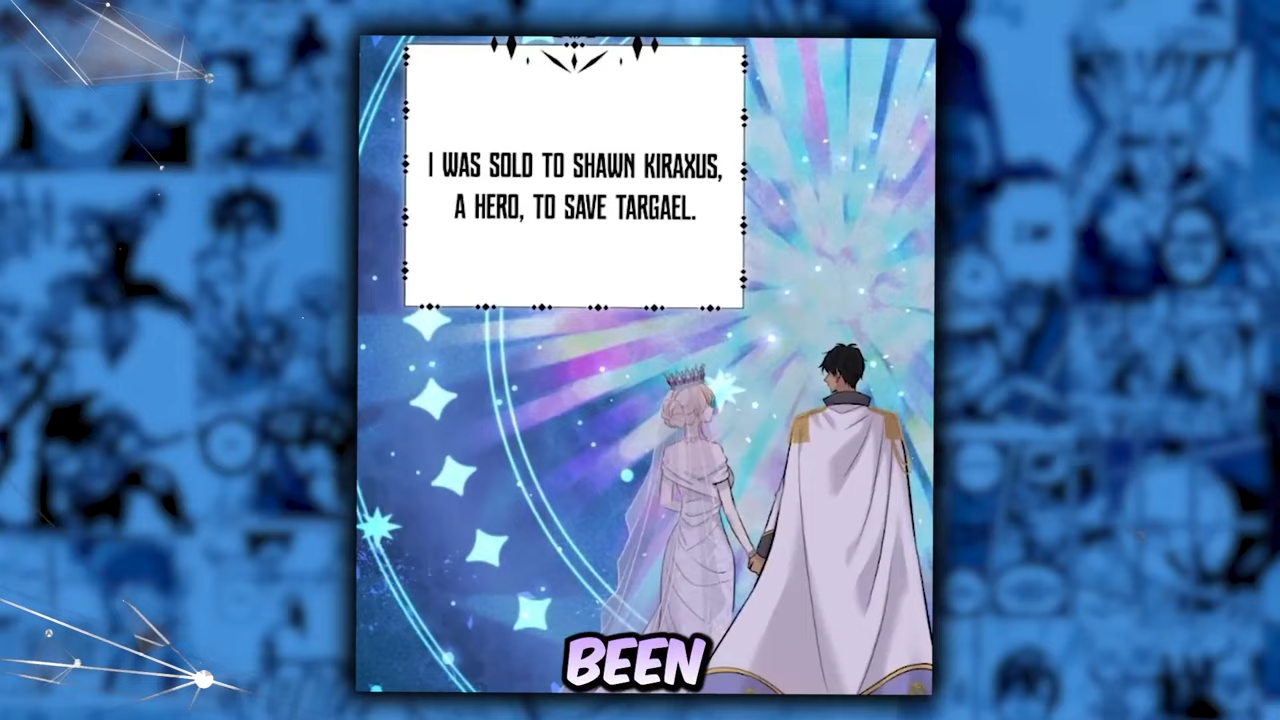 I WAS SOLD TO SHAWN KIRAXUS,
A HERO, TO SAVE TARGAEL.
BEEN